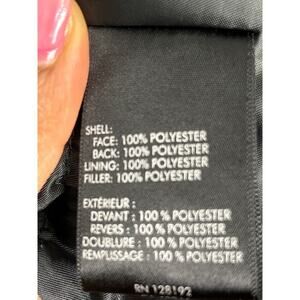 SHELL:
FACE: 100% POLYESTER
BACK: 100% POLYESTER
LINING: 100% POLYESTER
FILLER: 100% POLYESTER
EXTÉRIEUR :
DEVANT : 100 % POLYESTER
REVERS : 100 % POLYESTER
DOUBLURE : 100 % POLYESTER
REMPLISSAGE : 100 % POLYESTER
RN 128192